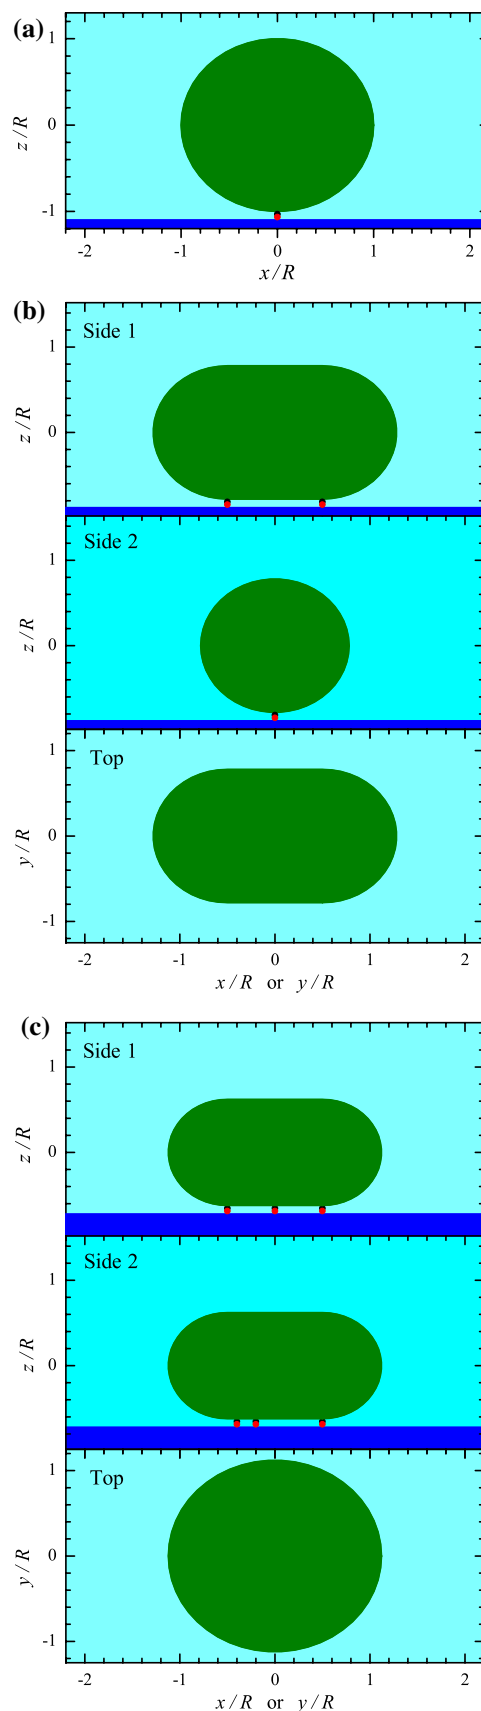 (a)
1
0
-1
z/R
-2 -1 0 1 2
x/R
(b)
Side 1
1
0
z/R
Side 2
1
0
z/R
Top
1
0
-1
y/R
-2 -1 0 1 2
x/R or y/R
(c)
Side 1
1
0
z/R
Side 2
1
0
z/R
Top
1
0
-1
y/R
-2 -1 0 1 2
x/R or y/R